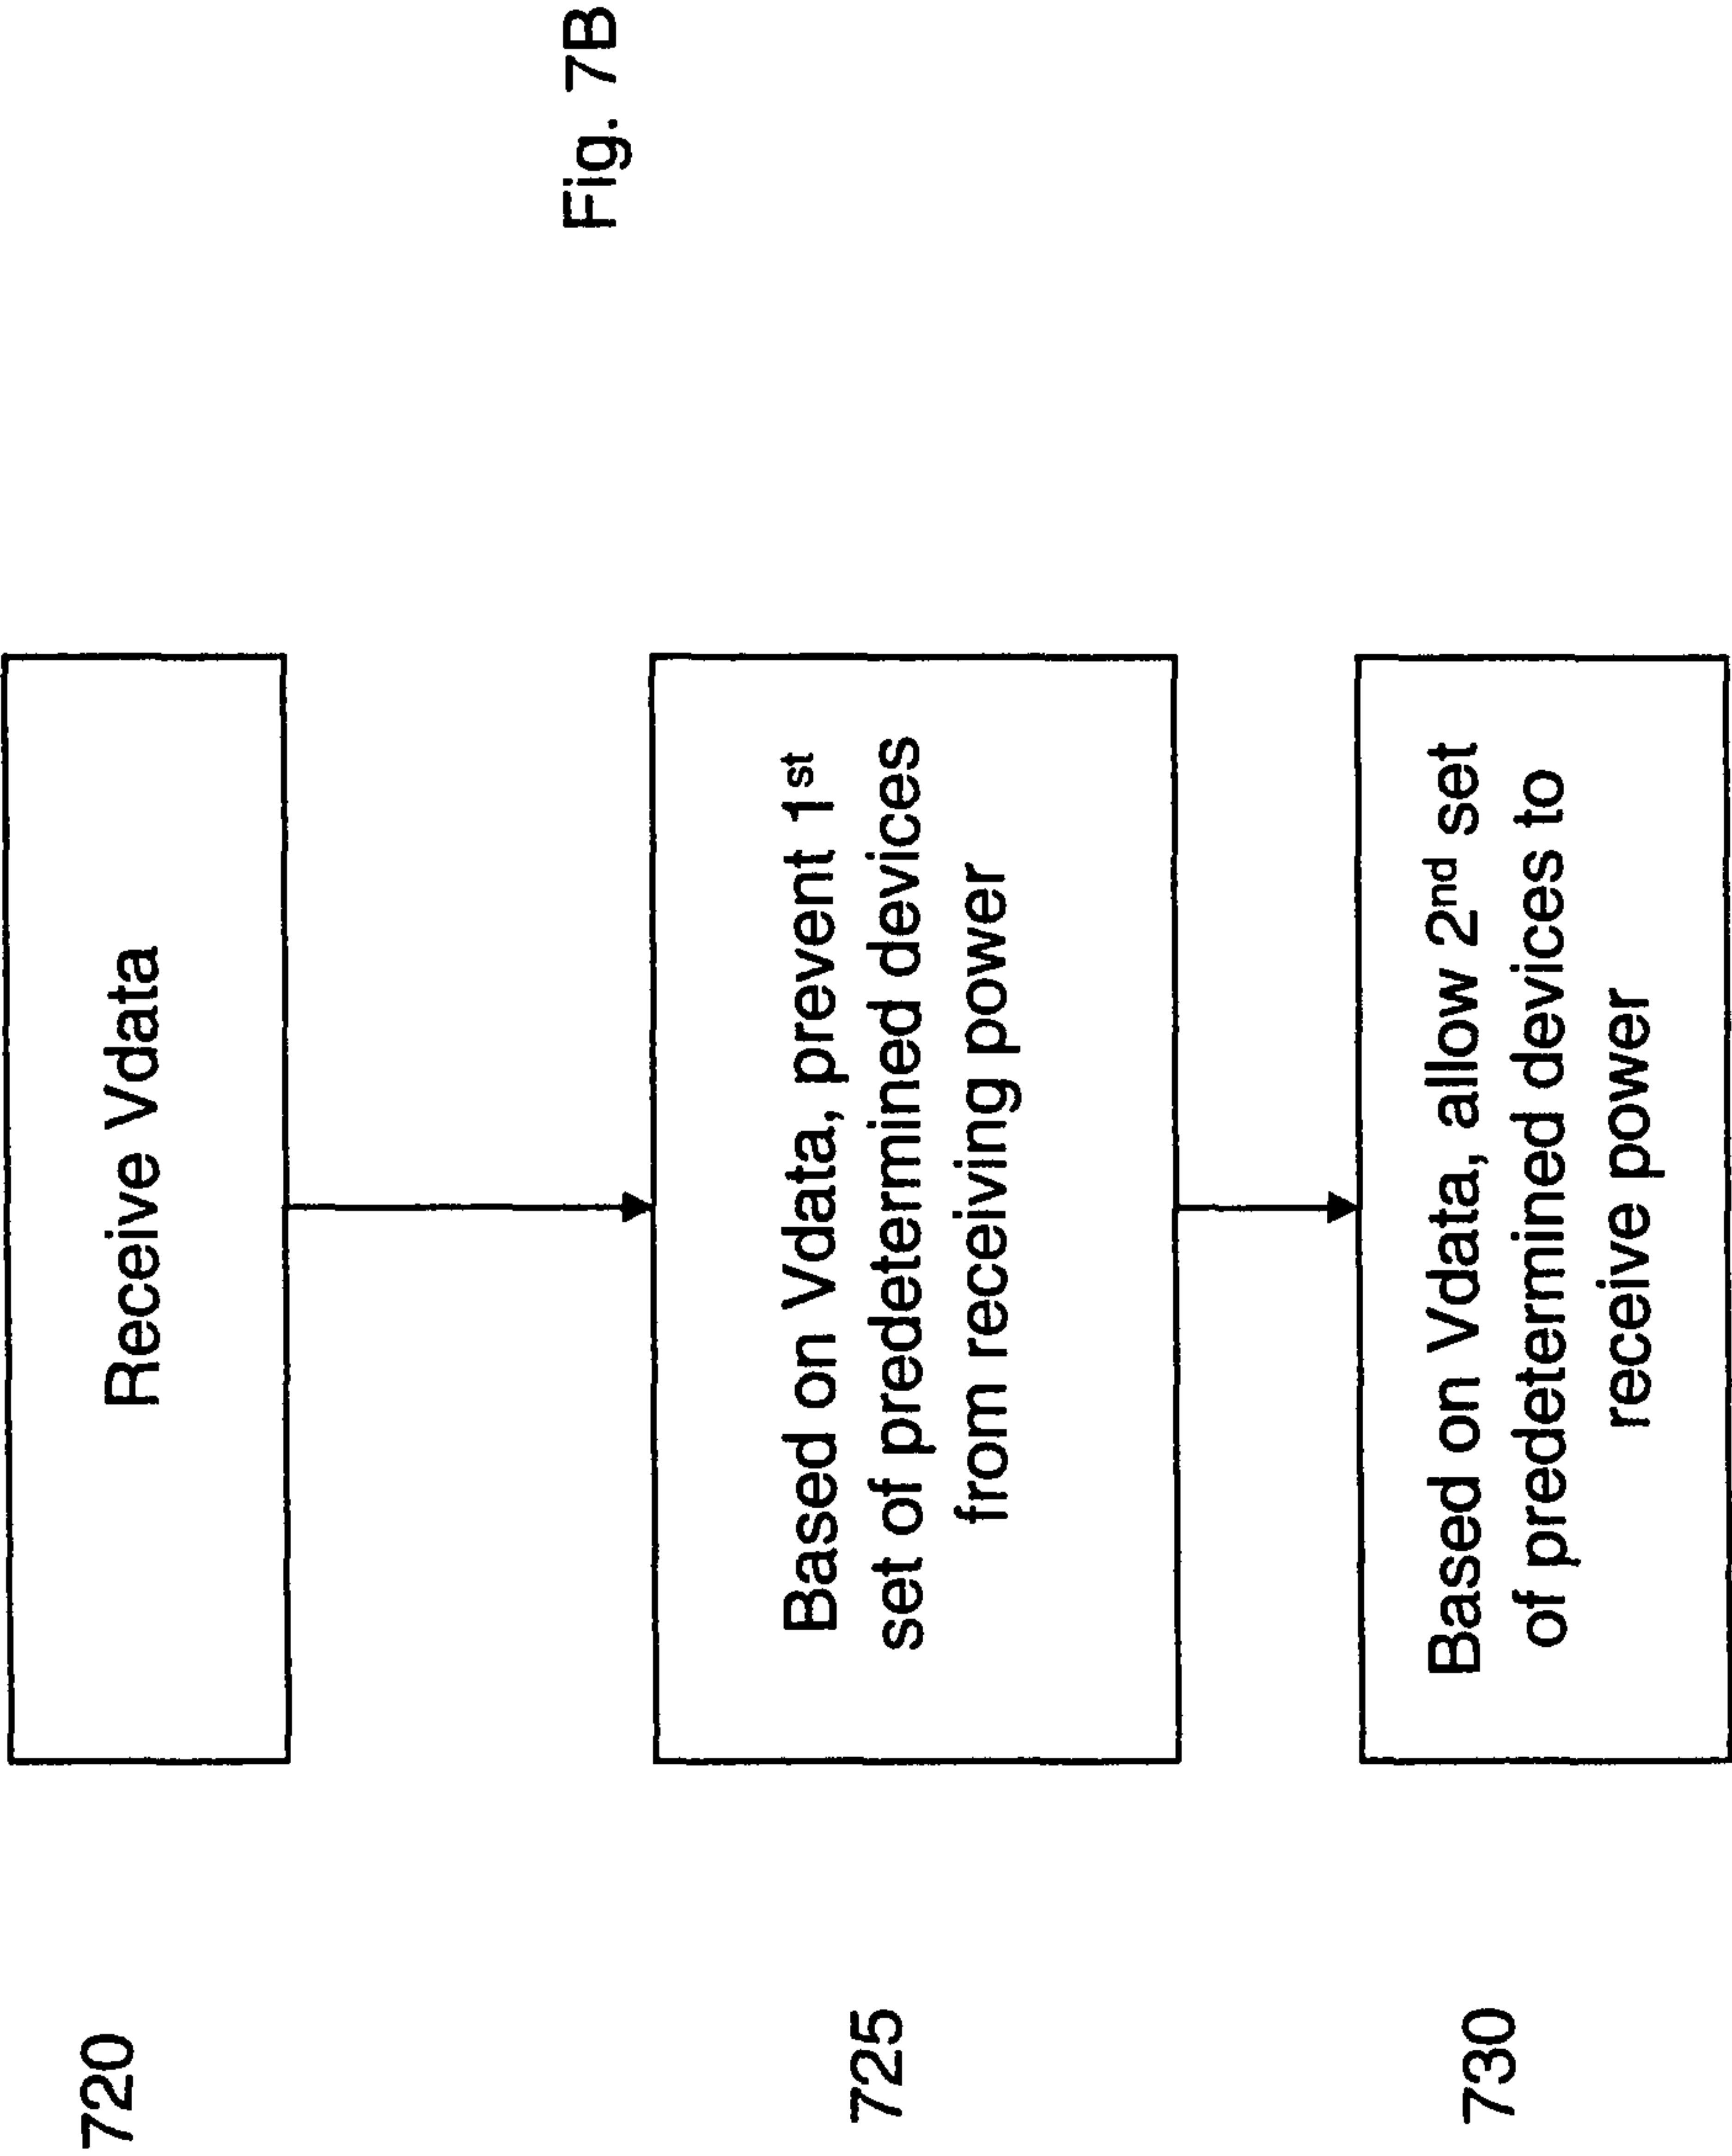 720
Receive Vdata
Fig. 7B
725
Based on Vdata, prevent 1st
set of predetermined devices
from receiving power
730
Based on Vdata, allow 2nd set
of predetermined devices to
receive power